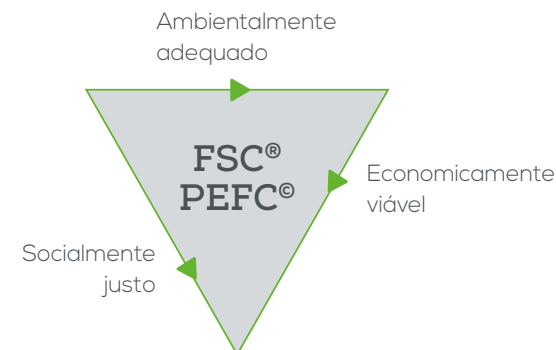 Ambientalmente
adequado
FSC®
PEFC©
Economicamente
viável
Socialmente
justo